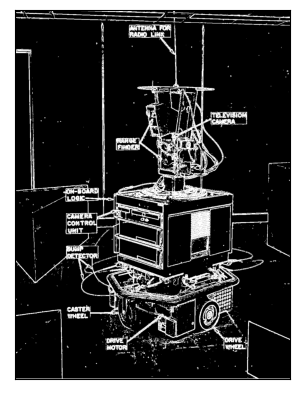 ANTENNA FOR
RADIO LINK
TELEVISION
CAMERA
RANGE
FINDER
ON-BOARD
LOGIC
CAMERA
CONTROL
UNIT
BUMP
DETECTOR
CASTER
WHEEL
DRIVE
MOTOR
DRIVE
WHEEL